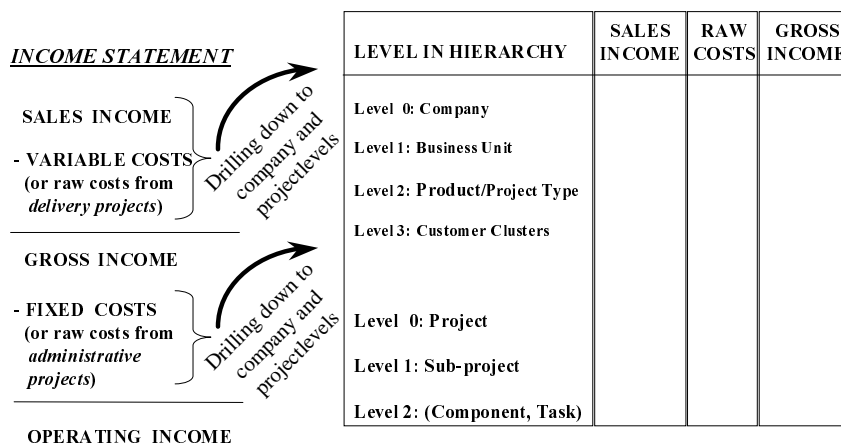 INCOME STATEMENT
SALES INCOME
- VARIABLE COSTS
(or raw costs from
delivery projects)
GROSS INCOME
- FIXED COSTS
(or raw costs from
administrative
projects)
OPERATING INCOME
Drilling down to
company and
projectlevels
Drilling down to
company and
projectlevels
LEVEL IN HIERARCHY
SALES
INCOME
RAW
COSTS
GROSS
INCOME
Level 0: Company
Level 1: Business Unit
Level 2: Product/Project Type
Level 3: Customer Clusters
Level 0: Project
Level 1: Sub-project
Level 2: (Component, Task)